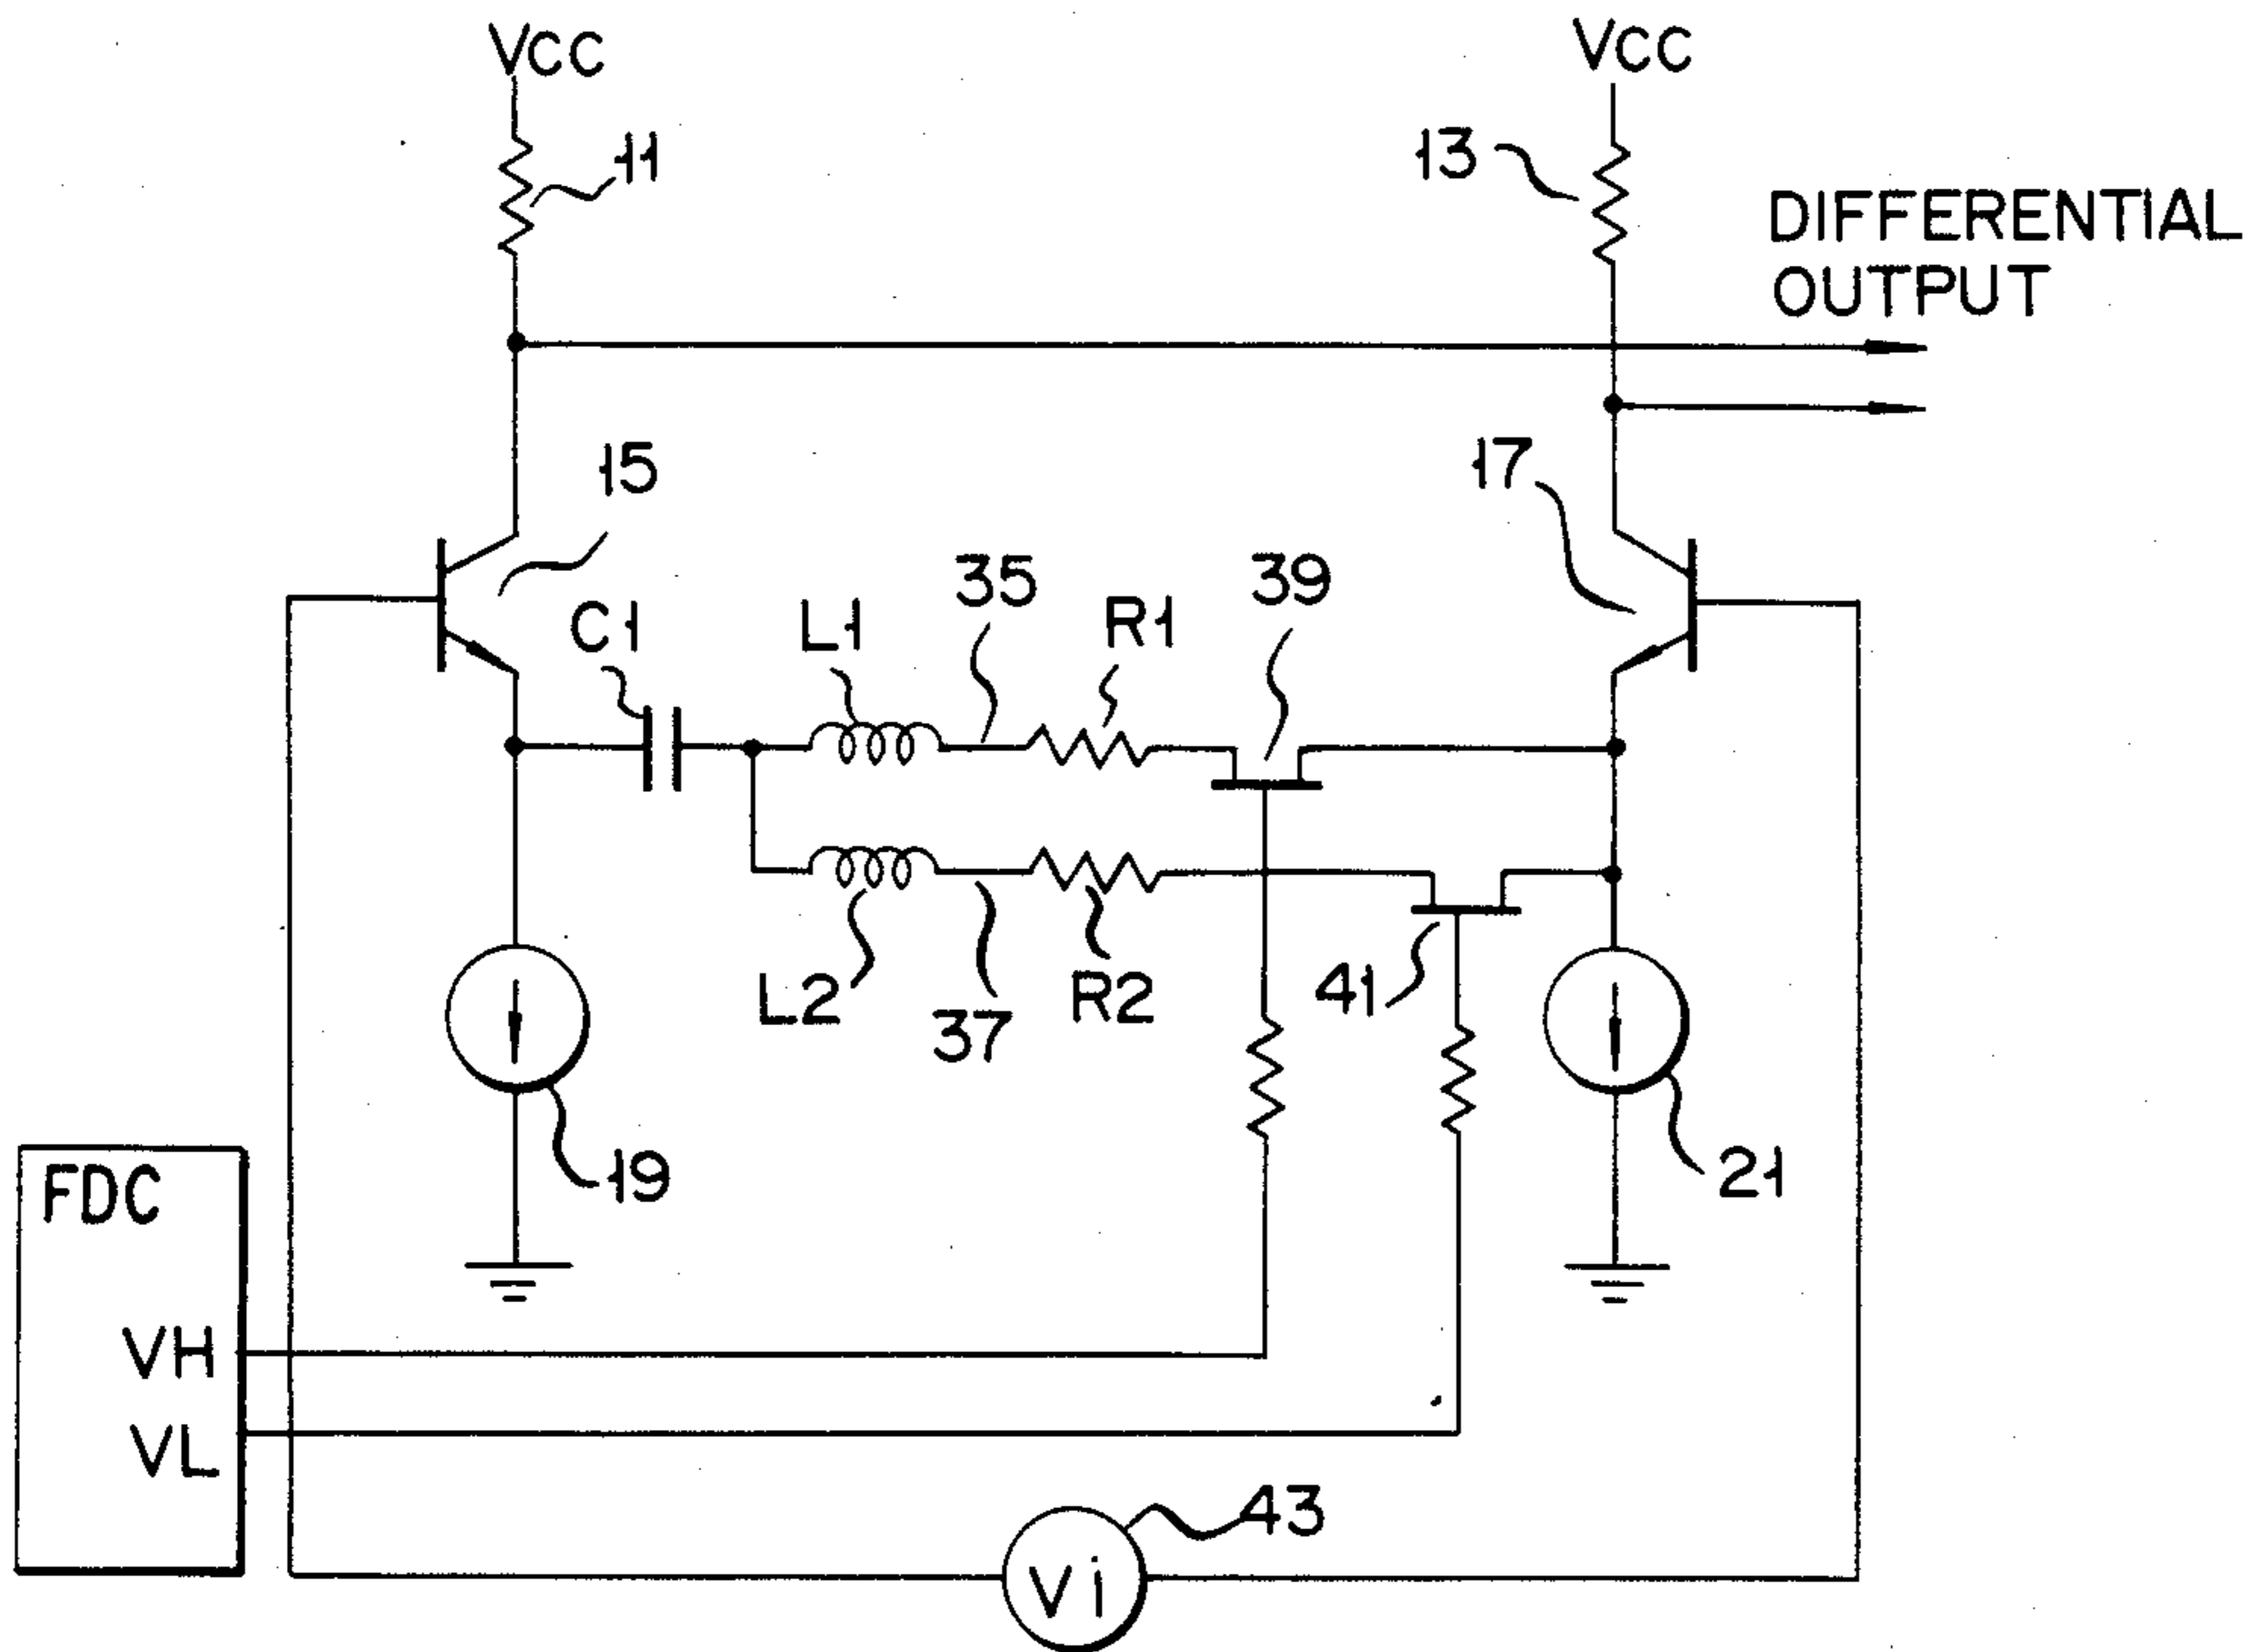 VCC
VCC
11
13
DIFFERENTIAL
OUTPUT
15
17
C1
L1
35
R1
39
L2
37
R2
41
19
21
FDC
VH
VL
43
Vi